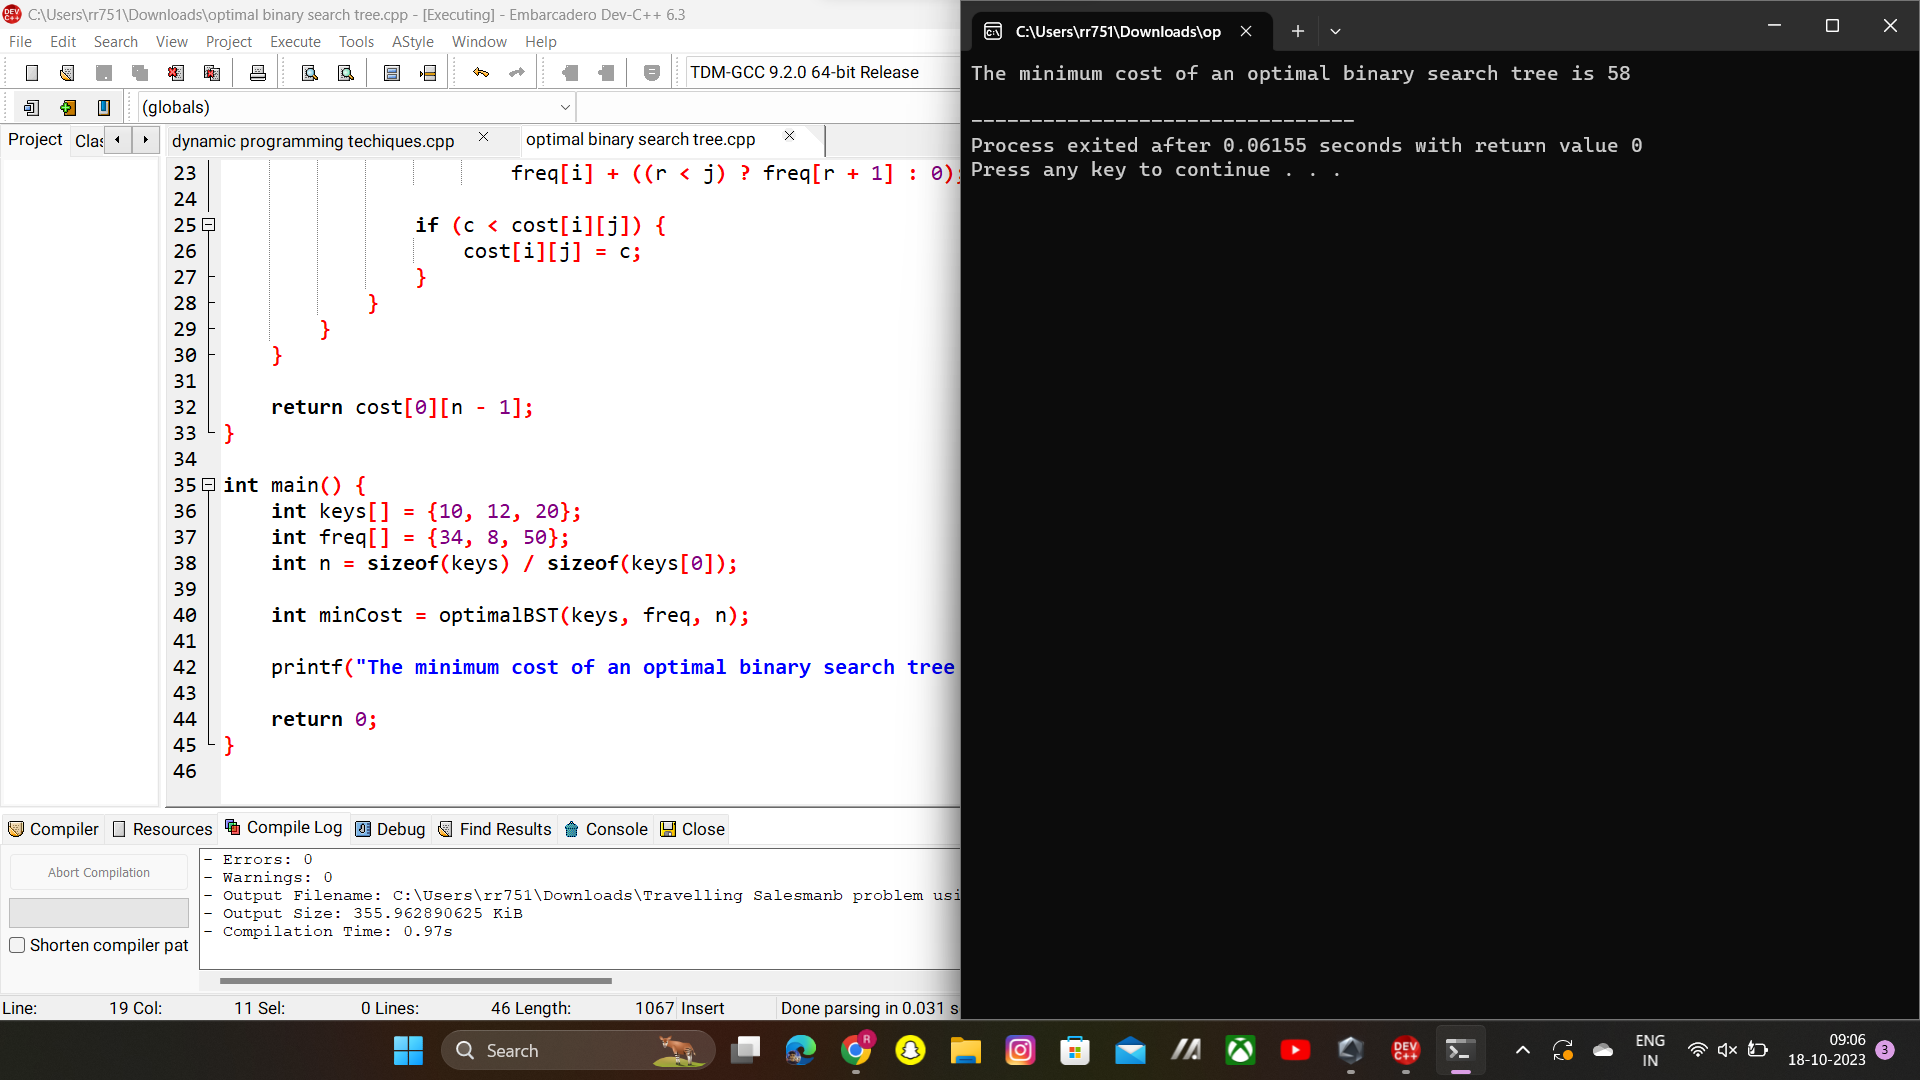 C:\Users\rr751\Downloads\optimal binary search tree.cpp - [Executing] - Embarcadero Dev-C++ 6.3
File Edit Search View Project Execute Tools AStyle Window Help
TDM-GCC 9.2.0 64-bit Release
(globals)
Project Clas
dynamic programming techiques.cpp
optimal binary search tree.cpp
23 freq[i] + ((r < j) ? freq[r + 1] : 0);
24
25 if (c < cost[i][j]) {
26 cost[i][j] = c;
27 }
28 }
29 }
30 }
31
32 return cost[0][n - 1];
33 }
34
35 int main() {
36 int keys[] = {10, 12, 20};
37 int freq[] = {34, 8, 50};
38 int n = sizeof(keys) / sizeof(keys[0]);
39
40 int minCost = optimalBST(keys, freq, n);
41
42 printf("The minimum cost of an optimal binary search tree
43
44 return 0;
45 }
46
Compiler Resources Compile Log Debug Find Results Console Close
Abort Compilation
Shorten compiler pat
- Errors: 0
- Warnings: 0
- Output Filename: C:\Users\rr751\Downloads\Travelling Salesmanb problem usi
- Output Size: 355.962890625 KiB
- Compilation Time: 0.97s
Line: 19 Col: 11 Sel: 0 Lines: 46 Length: 1067 Insert Done parsing in 0.031 s
C:\Users\rr751\Downloads\op
The minimum cost of an optimal binary search tree is 58
--------------------------------
Process exited after 0.06155 seconds with return value 0
Press any key to continue . . .
Search
R
DEV
C++
ENG
IN
09:06
18-10-2023
3